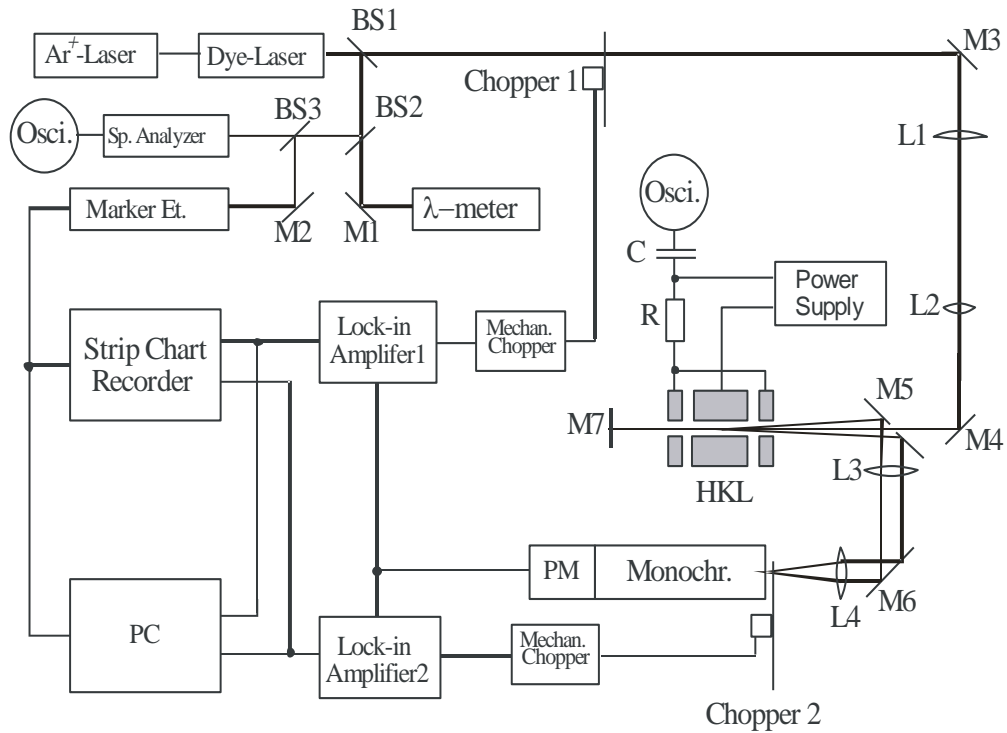 BS1
Ar+-Laser
Dye-Laser
M3
Chopper 1
BS3
BS2
Osci.
Sp. Analyzer
L1
Marker Et.
M2
M1
λ–meter
Osci.
C
Power
Supply
R
L2
Strip Chart
Recorder
Lock-in
Amplifer1
Mechan.
Chopper
M5
M7
M4
L3
HKL
PM
Monochr.
L4
M6
PC
Lock-in
Amplifier2
Mechan.
Chopper
Chopper 2